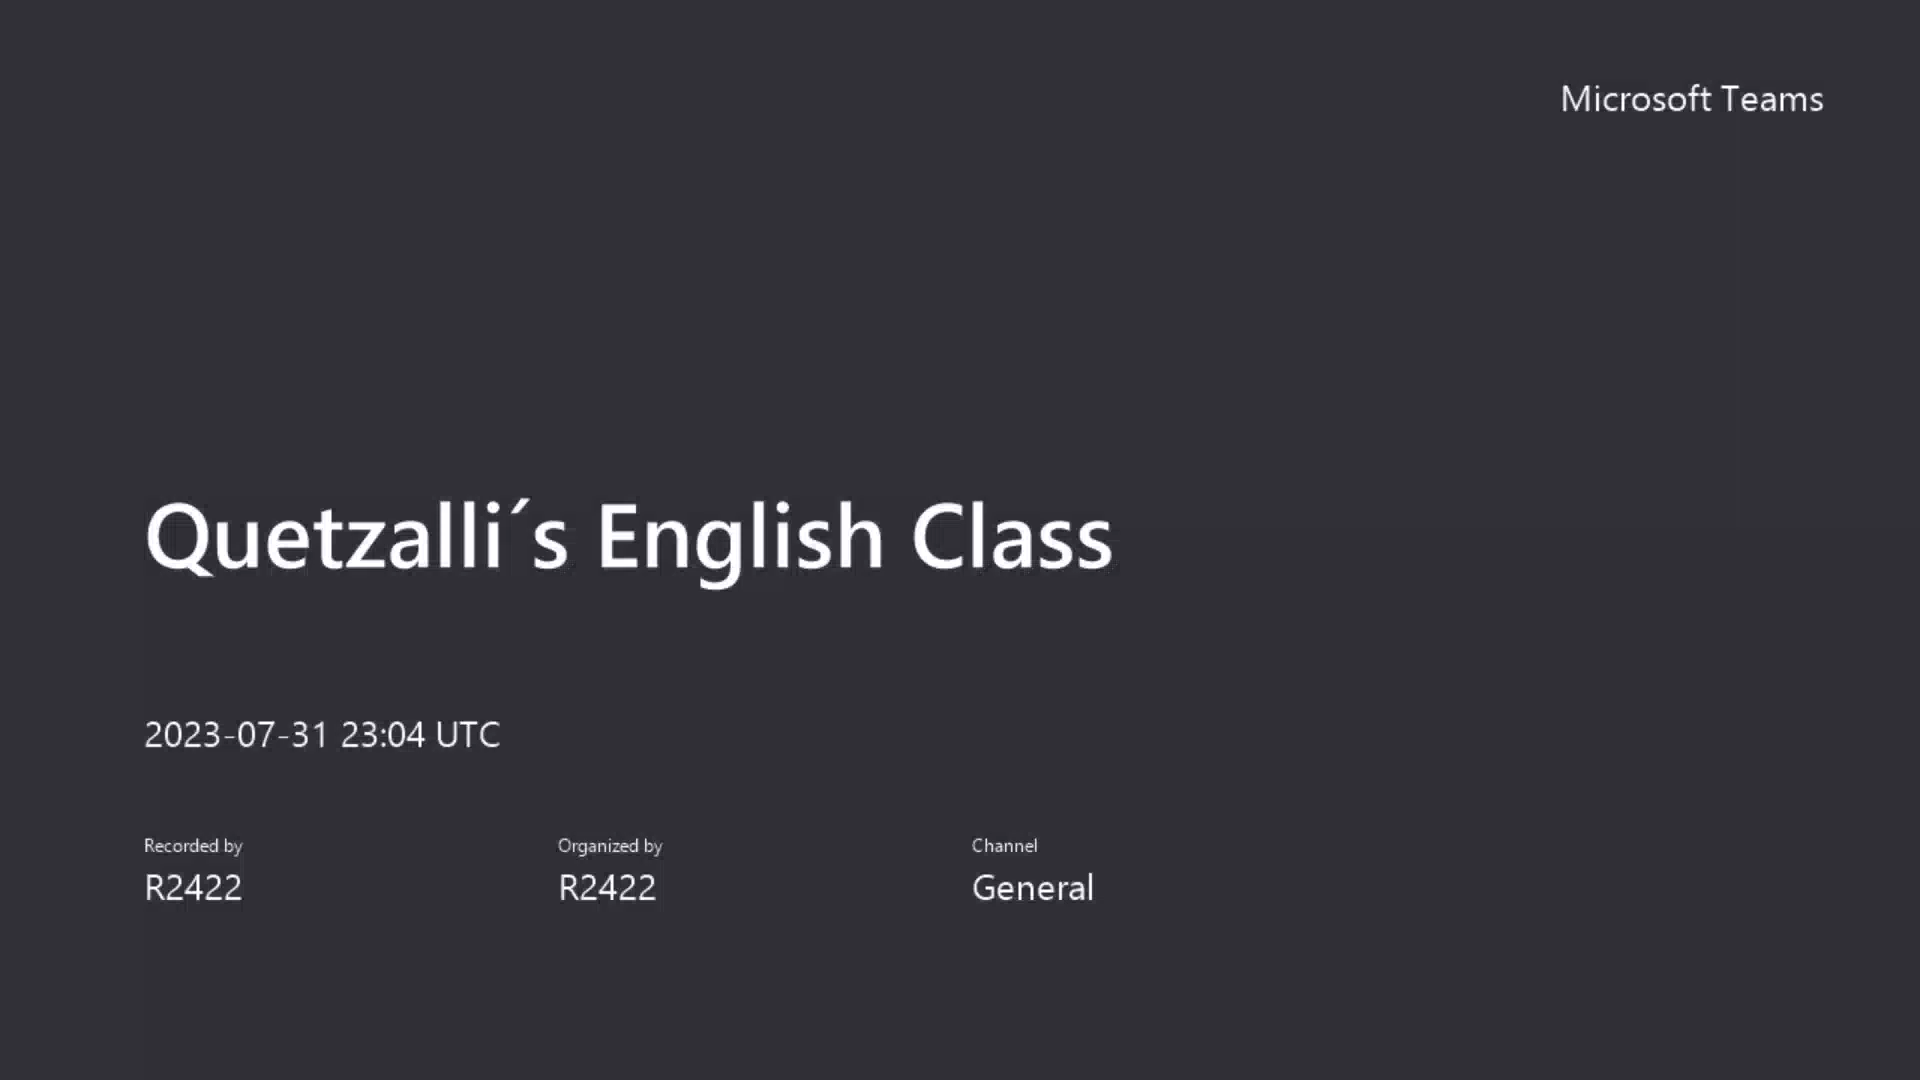 Microsoft Teams
Quetzalli´s English Class
2023-07-31 23:04 UTC
Recorded by
R2422
Organized by
R2422
Channel
General